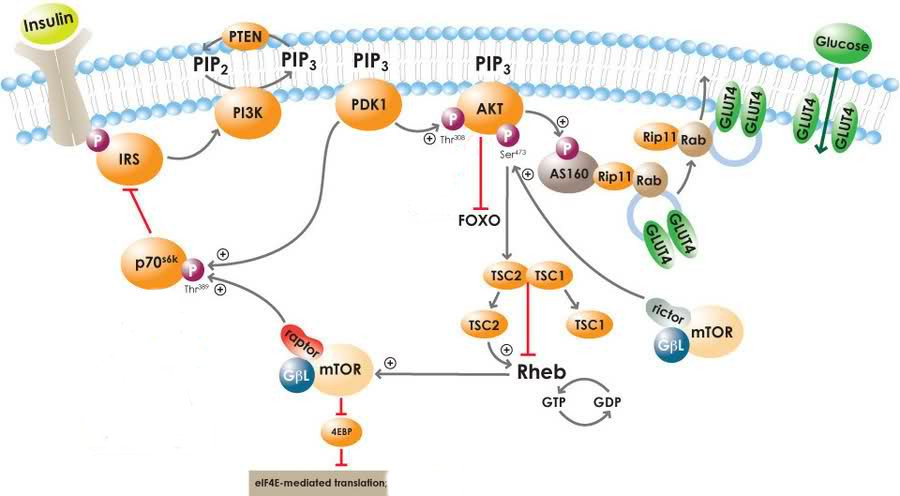 Insulin
PTEN
PIP2
PIP3
PIP3
PIP3
Glucose
PI3K
PDK1
AKT
P
Thr308
P
Ser473
P
IRS
P
AS160
Rip11
Rab
Rip11
Rab
GLUT4
GLUT4
GLUT4
GLUT4
GLUT4
GLUT4
FOXO
p70s6k
P
Thr389
TSC2
TSC1
TSC2
TSC1
rictor
GβL
mTOR
raptor
GβL
mTOR
Rheb
GTP
GDP
4EBP
eIF4E-mediated translation;